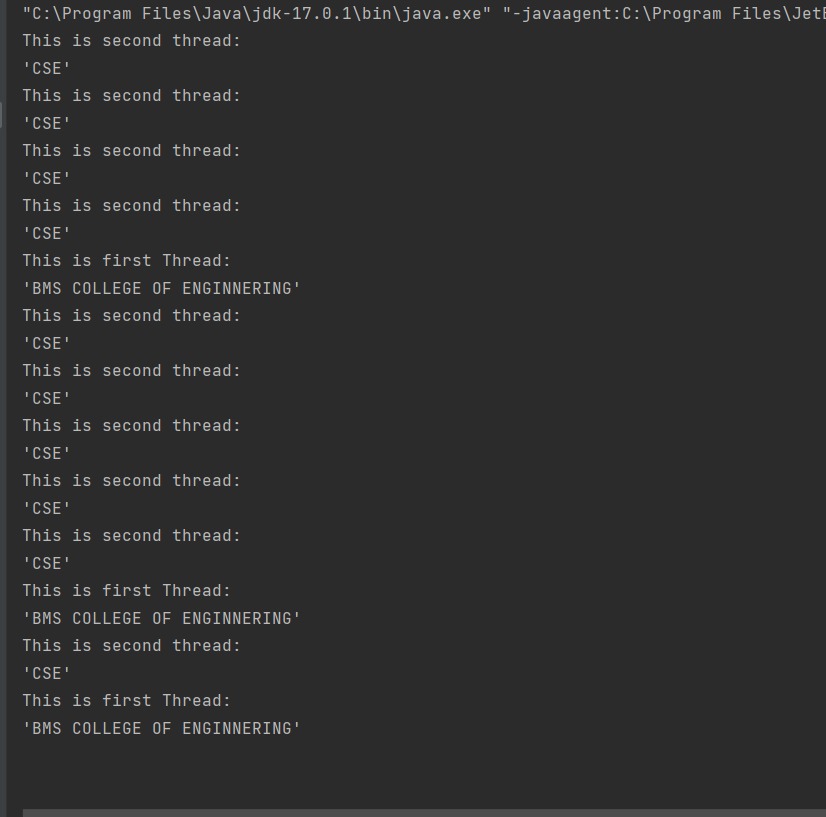 "C:\Program Files\Java\jdk-17.0.1\bin\java.exe" "-javaagent:C:\Program Files\JetB
This is second thread:
'CSE'
This is second thread:
'CSE'
This is second thread:
'CSE'
This is second thread:
'CSE'
This is first Thread:
'BMS COLLEGE OF ENGINNERING'
This is second thread:
'CSE'
This is second thread:
'CSE'
This is second thread:
'CSE'
This is second thread:
'CSE'
This is second thread:
'CSE'
This is first Thread:
'BMS COLLEGE OF ENGINNERING'
This is second thread:
'CSE'
This is first Thread:
'BMS COLLEGE OF ENGINNERING'